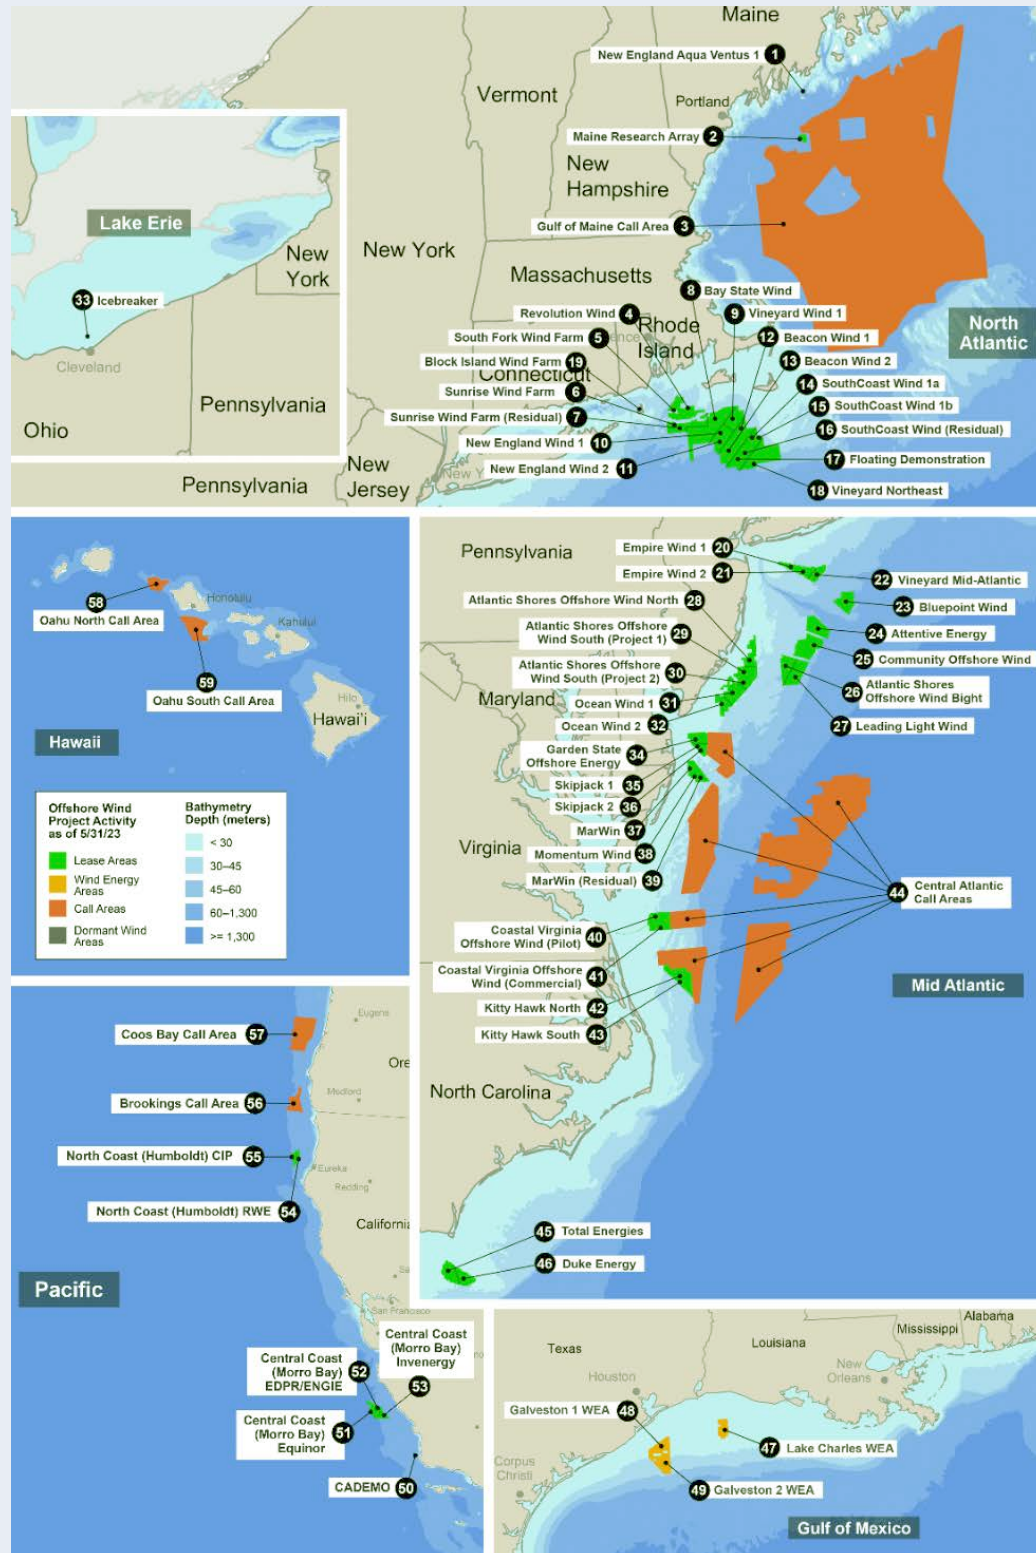 Maine
New England Aqua Ventus 1 1
Vermont
Portland
Maine Research Array 2
New
Hampshire
Gulf of Maine Call Area 3
New York
Massachusetts
North
Atlantic
8 Bay State Wind
Revolution Wind 4
9 Vineyard Wind 1
South Fork Wind Farm 5
Rhode
Island
12 Beacon Wind 1
Block Island Wind Farm 19
13 Beacon Wind 2
Connecticut
14 SouthCoast Wind 1a
Sunrise Wind Farm 6
15 SouthCoast Wind 1b
Sunrise Wind Farm (Residual) 7
16 SouthCoast Wind (Residual)
New England Wind 1 10
17 Floating Demonstration
New England Wind 2 11
18 Vineyard Northeast
New
Jersey
New Y
Pennsylvania
Lake Erie
New
York
33 Icebreaker
Cleveland
Pennsylvania
Ohio
58
Oahu North Call Area
Honolulu
Kahului
59
Oahu South Call Area
Hilo
Hawai'i
Hawaii
Offshore Wind
Project Activity
as of 5/31/23
Lease Areas
Wind Energy
Areas
Call Areas
Dormant Wind
Areas
Bathymetry
Depth (meters)
< 30
30–45
45–60
60–1,300
>= 1,300
Pennsylvania
Empire Wind 1 20
Empire Wind 2 21
22 Vineyard Mid-Atlantic
Atlantic Shores Offshore Wind North 28
23 Bluepoint Wind
Atlantic Shores Offshore
Wind South (Project 1) 29
24 Attentive Energy
25 Community Offshore Wind
Atlantic Shores Offshore
Wind South (Project 2) 30
26 Atlantic Shores
Offshore Wind Bight
Maryland
Ocean Wind 1 31
27 Leading Light Wind
Ocean Wind 2 32
Garden State
Offshore Energy 34
Skipjack 1 35
Skipjack 2 36
MarWin 37
Virginia
Momentum Wind 38
MarWin (Residual) 39
44 Central Atlantic
Call Areas
Coastal Virginia
Offshore Wind (Pilot) 40
Coastal Virginia Offshore
Wind (Commercial) 41
Mid Atlantic
Kitty Hawk North 42
Kitty Hawk South 43
North Carolina
45 Total Energies
46 Duke Energy
Coos Bay Call Area 57
Eugene
Ore
Brookings Call Area 56
Medford
North Coast (Humboldt) CIP 55
Eureka
Redding
North Coast (Humboldt) RWE 54
California
Pacific
Sa
San Francisco
Central Coast
(Morro Bay)
Invenergy
53
Central Coast
(Morro Bay)
EDPR/ENGIE
52
Central Coast
(Morro Bay)
Equinor
51
CADEMO 50
Texas
Louisiana
Mississippi
Alabama
Houston
New
Orleans
Galveston 1 WEA 48
47 Lake Charles WEA
Corpus
Christi
49 Galveston 2 WEA
Gulf of Mexico